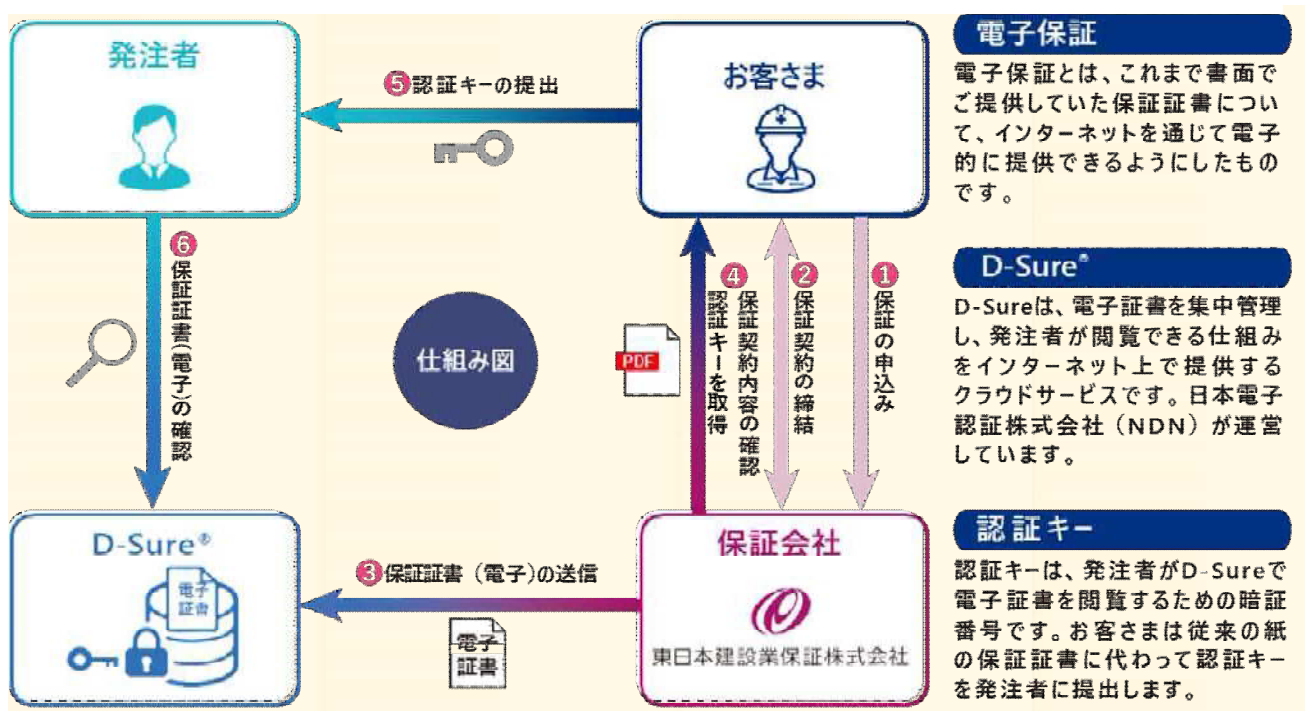 発注者
お客さま
❺認証キーの提出
❻保証証書(電子)の確認
仕組み図
PDF
❹保証契約内容の確認
認証キーを取得
❷保証契約の締結
❶保証の申込み
D-Sure®
電子
証書
❸保証証書(電子)の送信
電子
証書
保証会社
東日本建設業保証株式会社
電子保証
電子保証とは、これまで書面で
ご提供していた保証証書につい
て、インターネットを通じて電子
的に提供できるようにしたもの
です。
D-Sure®
D-Sureは、電子証書を集中管理
し、発注者が閲覧できる仕組み
をインターネット上で提供する
クラウドサービスです。日本電子
認証株式会社(NDN)が運営
しています。
認証キー
認証キーは、発注者がD-Sureで
電子証書を閲覧するための暗証
番号です。お客さまは従来の紙
の保証証書に代わって認証キー
を発注者に提出します。